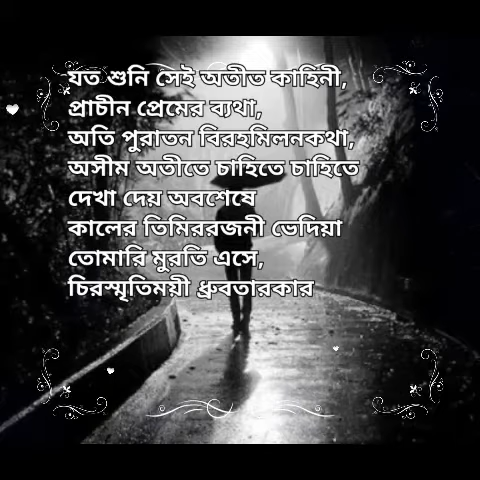 যত শুনি সেই অতীত কাহিনী,
প্রাচীন প্রেমের ব্যথা,
অতি পুরাতন বিরহমিলনকথা,
অসীম অতীতে চাহিতে চাহিতে
দেখা দেয় অবশেষে
কালের তিমিররজনী ভেদিয়া
তোমারি মুরতি এসে,
চিরস্মৃতিময়ী ধ্রুবতারকার